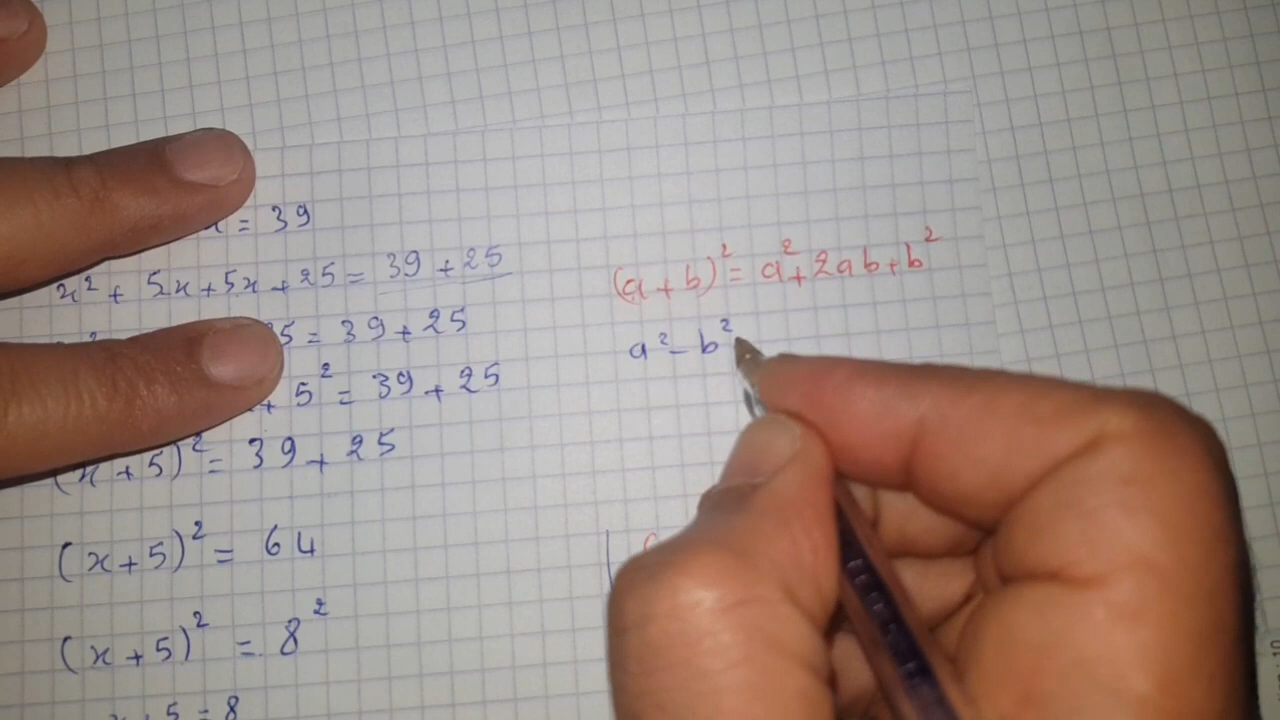 x = 39
x² + 5x + 5x + 25 = 39 + 25
25 = 39 + 25
+ 5² = 39 + 25
(x + 5)² = 39 + 25
(x + 5)² = 64
(x + 5)² = 8²
x + 5 = 8
(a + b)² = a² + 2ab + b²
a² - b²